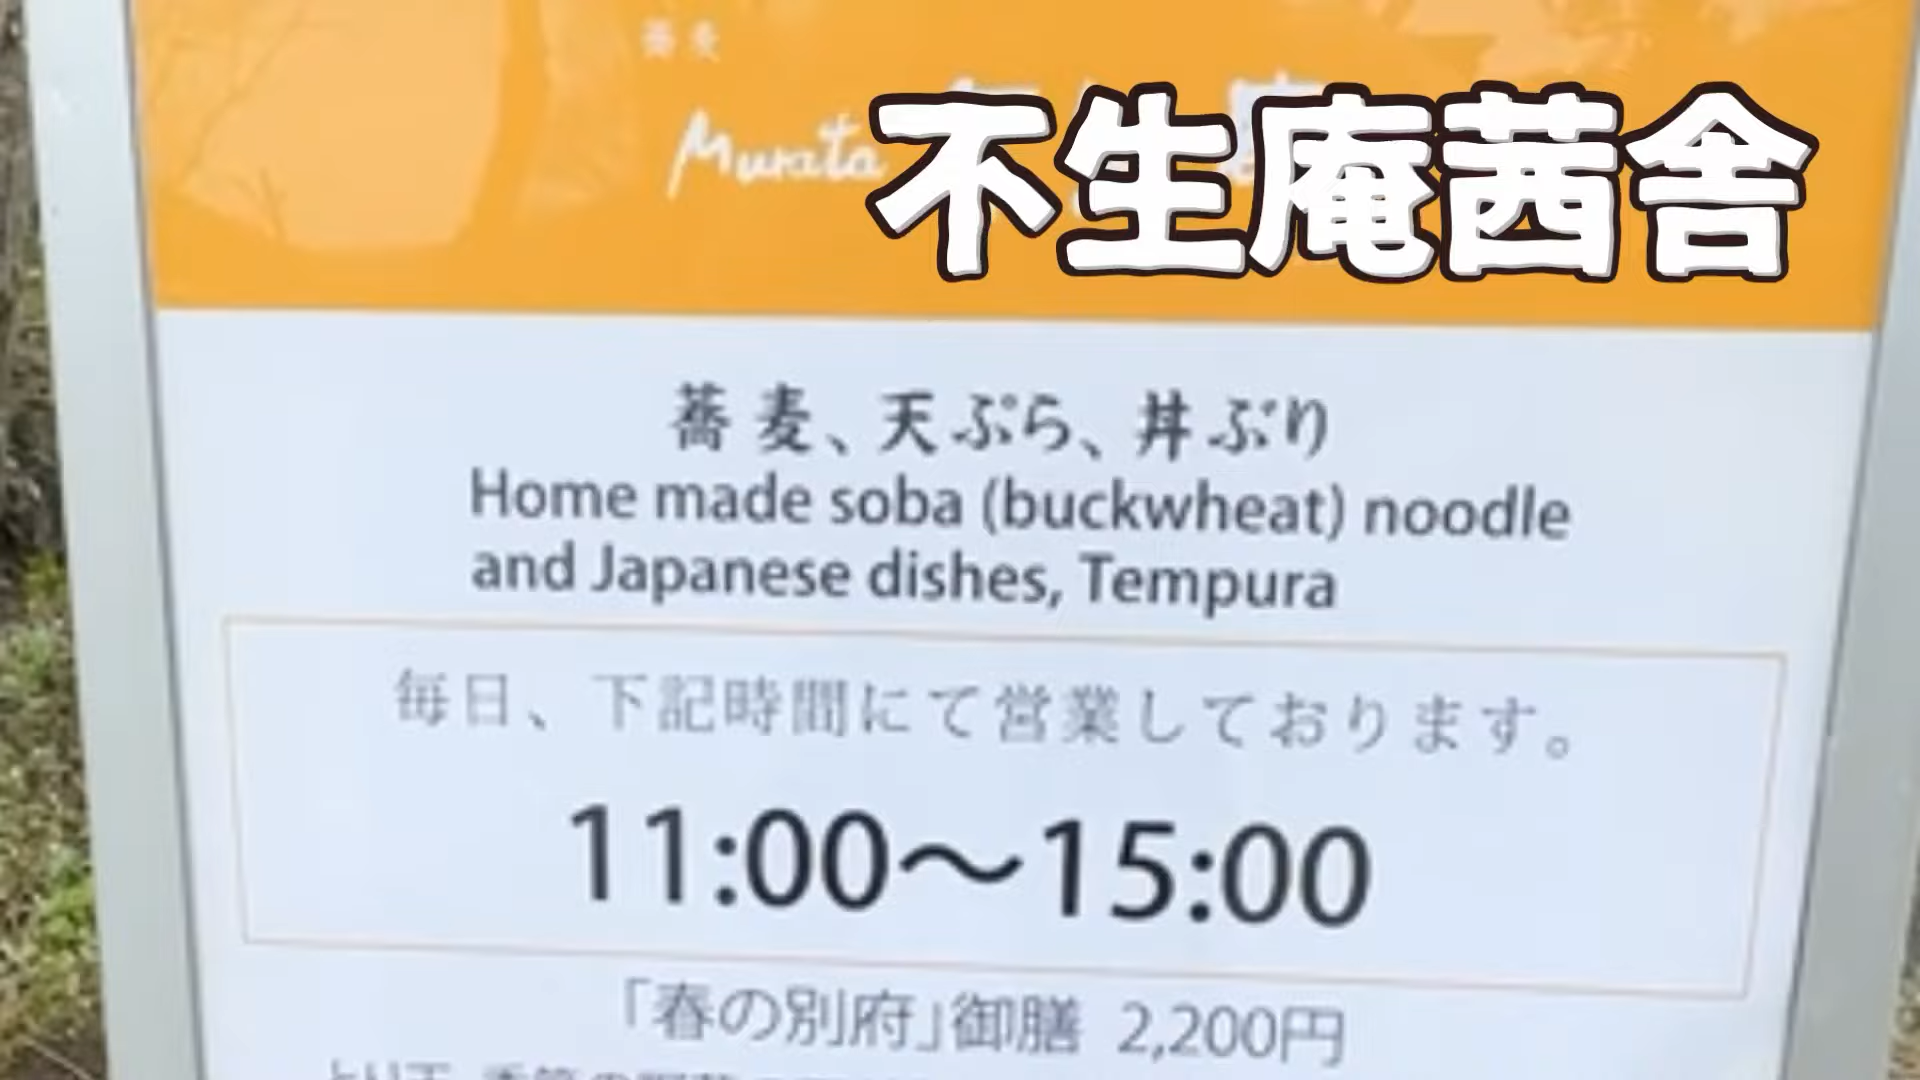 蕎麦
Murata
不生庵茜舎
蕎麦、天ぷら、丼ぶり
Home made soba (buckwheat) noodle
and Japanese dishes, Tempura
毎日、下記時間にて営業しております。
11:00～15:00
「春の別府」御膳 2,200円